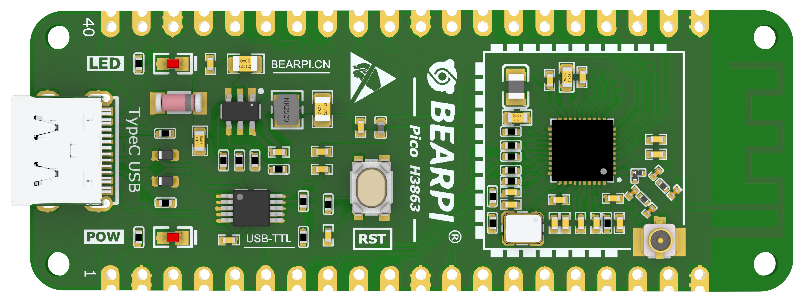 40
LED
BEARPI.CN
TypeC USB
BEARPI
®
Pico H3863
POW
USB-TTL
RST
1